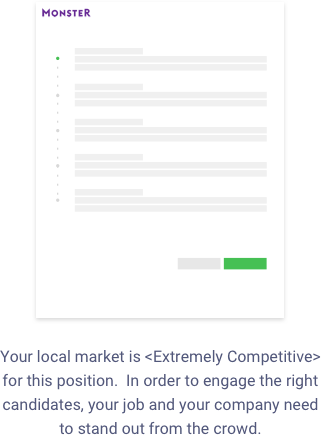 MONSTER
Your local market is <Extremely Competitive>
for this position.  In order to engage the right
candidates, your job and your company need
to stand out from the crowd.